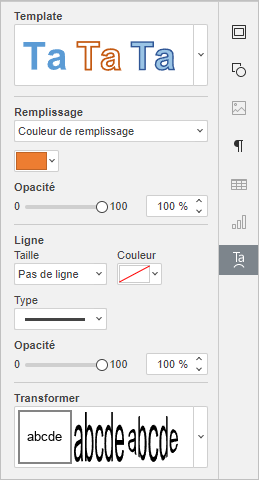 Template
Ta Ta Ta
Remplissage
Couleur de remplissage
Opacité
0 100 100 %
Ligne
Taille Couleur
Pas de ligne
Type
Opacité
0 100 100 %
Transformer
abcde abcde abcde
¶
Ta